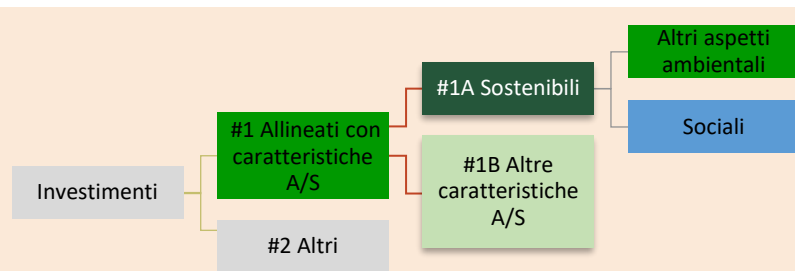 Investimenti
#1 Allineati con
caratteristiche
A/S
#2 Altri
#1A Sostenibili
#1B Altre
caratteristiche
A/S
Altri aspetti
ambientali
Sociali